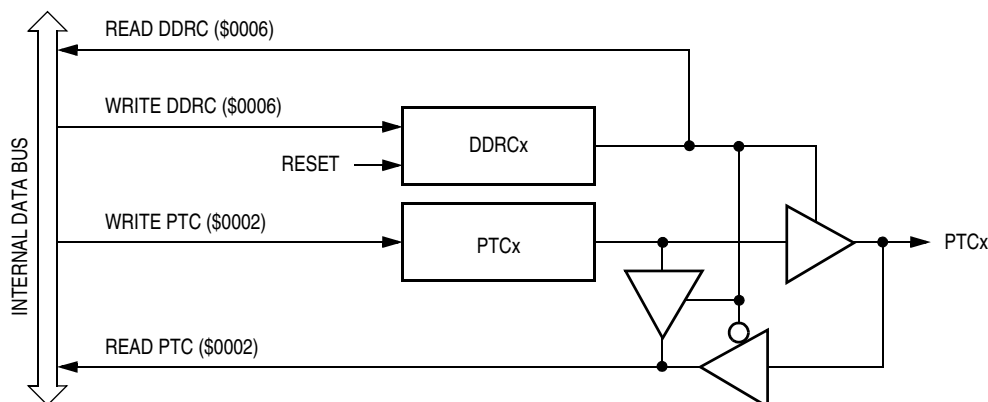 READ DDRC ($0006)
WRITE DDRC ($0006)
DDRCx
RESET
WRITE PTC ($0002)
PTCx
PTCx
READ PTC ($0002)
INTERNAL DATA BUS